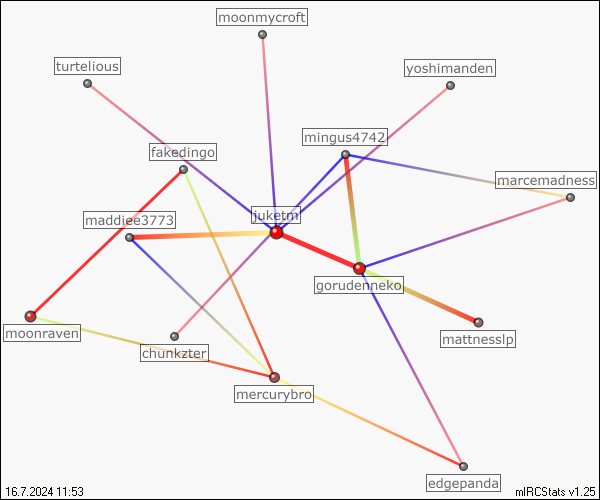 moonmycroft
turtelious
yoshimanden
mingus4742
fakedingo
marcemadness
juketm
maddiee3773
gorudenneko
moonraven
mattnesslp
chunkzter
mercurybro
edgepanda
16.7.2024 11:53
mIRCStats v1.25